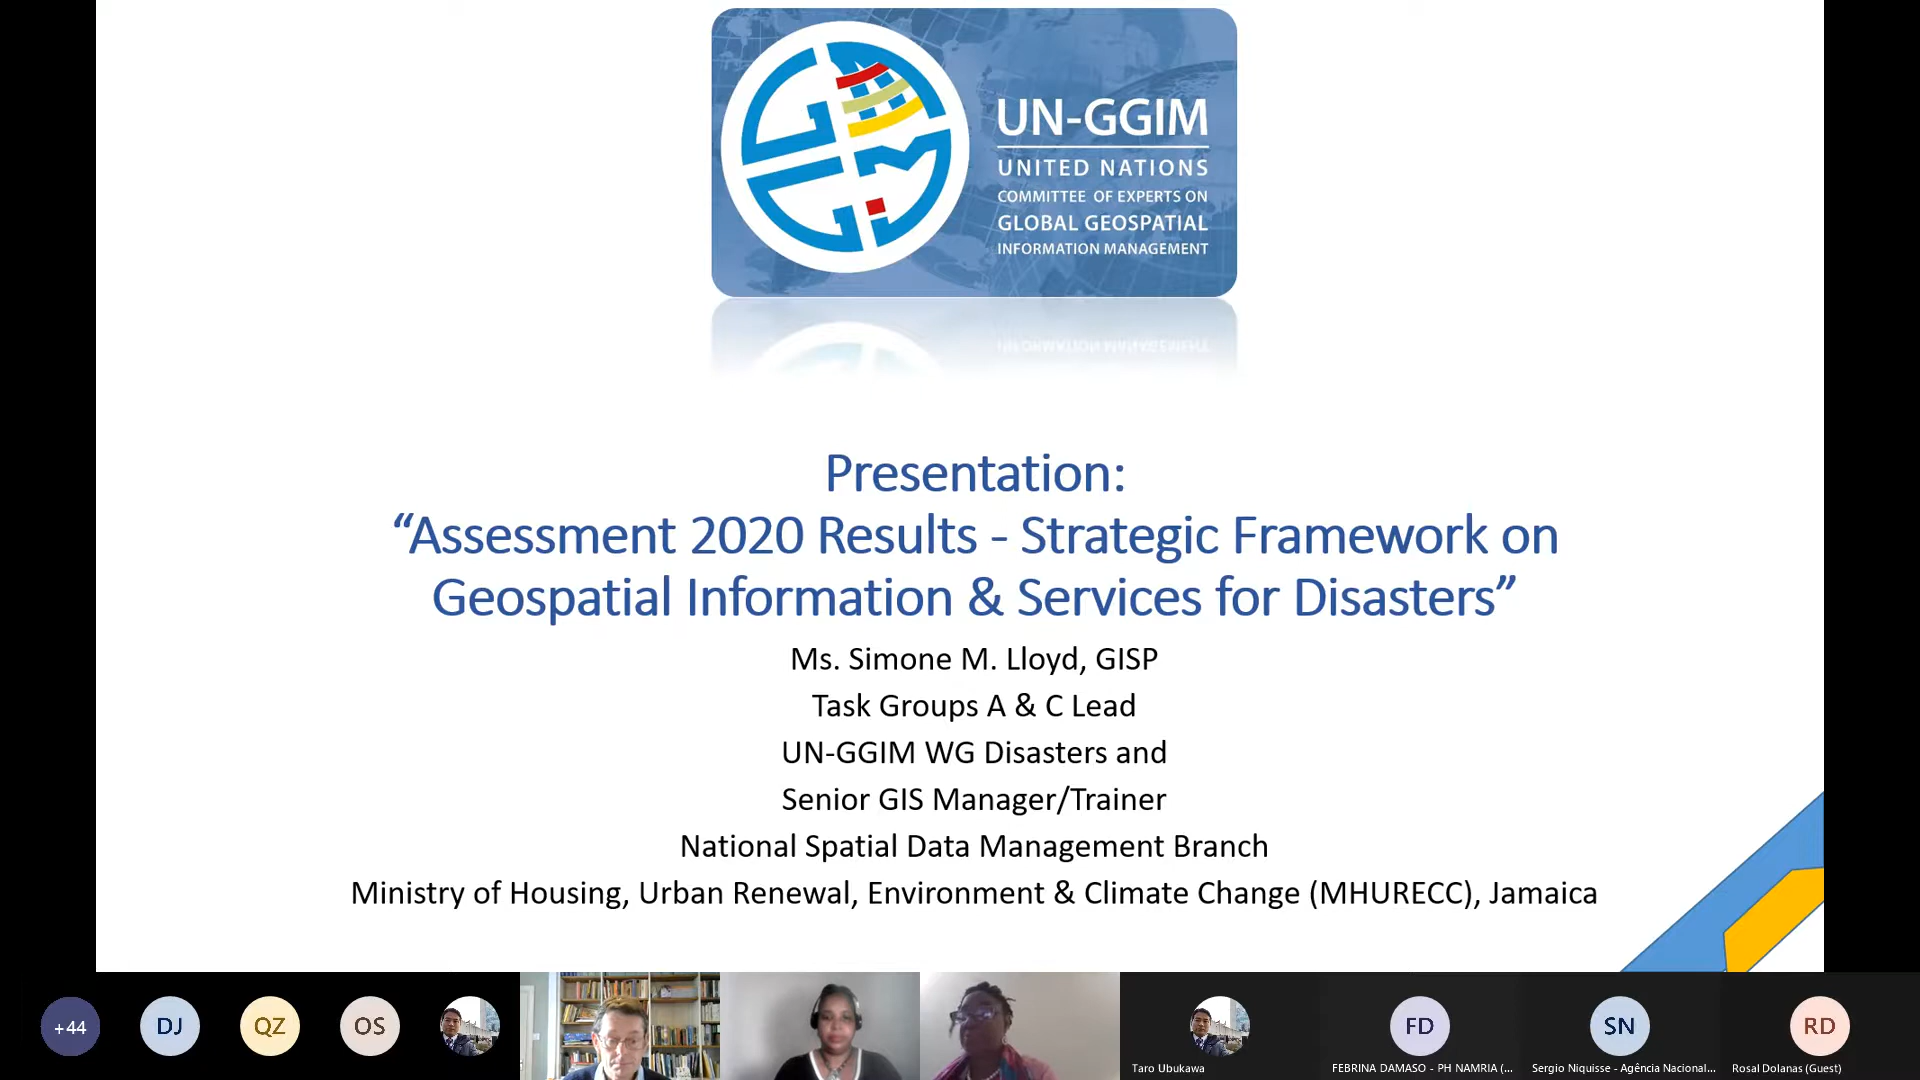 UN-GGIM
UNITED NATIONS
COMMITTEE OF EXPERTS ON
GLOBAL GEOSPATIAL
INFORMATION MANAGEMENT
Presentation:
“Assessment 2020 Results - Strategic Framework on
Geospatial Information & Services for Disasters”
Ms. Simone M. Lloyd, GISP
Task Groups A & C Lead
UN-GGIM WG Disasters and
Senior GIS Manager/Trainer
National Spatial Data Management Branch
Ministry of Housing, Urban Renewal, Environment & Climate Change (MHURECC), Jamaica
+44
DJ
QZ
OS
FD
SN
RD
Taro Ubukawa
FEBRINA DAMASO - PH NAMRIA (...
Sergio Niquisse - Agência Nacional...
Rosal Dolanas (Guest)